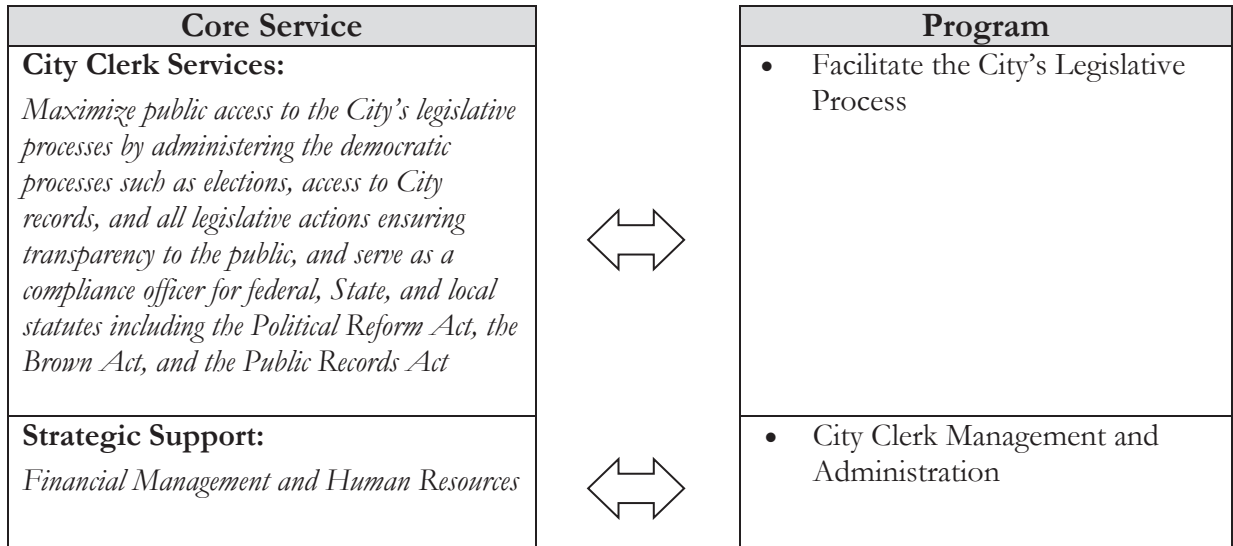 Core Service
City Clerk Services:
Maximize public access to the City's legislative
processes by administering the democratic
processes such as elections, access to City
records, and all legislative actions ensuring
transparency to the public, and serve as a
compliance officer for federal, State, and local
statutes including the Political Reform Act, the
Brown Act, and the Public Records Act
Strategic Support:
Financial Management and Human Resources
Program
• Facilitate the City's Legislative
Process
• City Clerk Management and
Administration